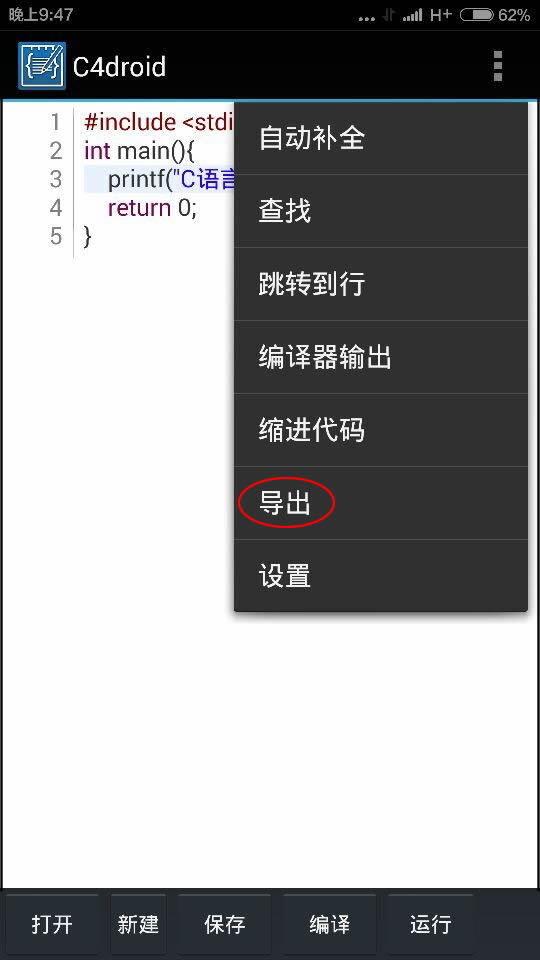 晚上9:47
H+
62%
C4droid
1 #include <stdi
2 int main(){
3 printf("C语言
4 return 0;
5 }
自动补全
查找
跳转到行
编译器输出
缩进代码
导出
设置
打开 新建 保存 编译 运行